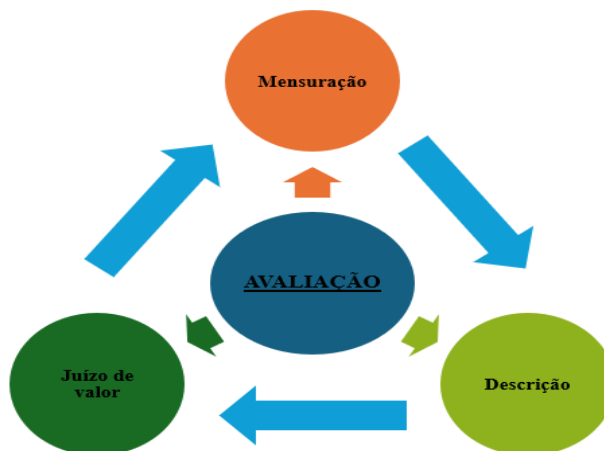 Mensuração
AVALIAÇÃO
Juízo de
valor
Descrição